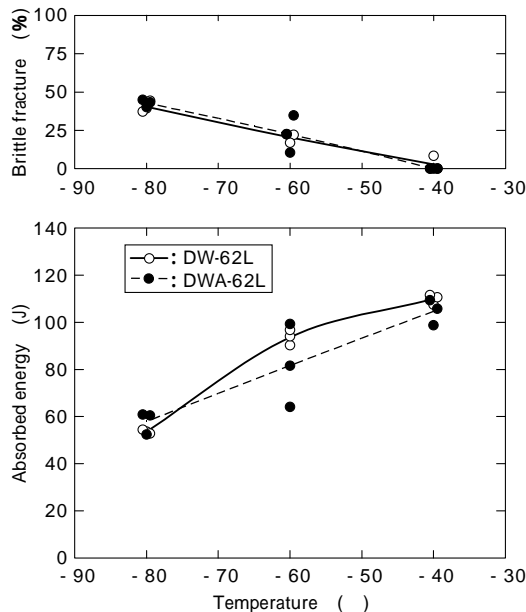 100
75
50
25
0
Brittle fracture (%)
- 90 - 80 - 70 - 60 - 50 - 40 - 30
140
120
100
80
60
40
20
0
Absorbed energy (J)
: DW-62L
: DWA-62L
- 90 - 80 - 70 - 60 - 50 - 40 - 30
Temperature ( )